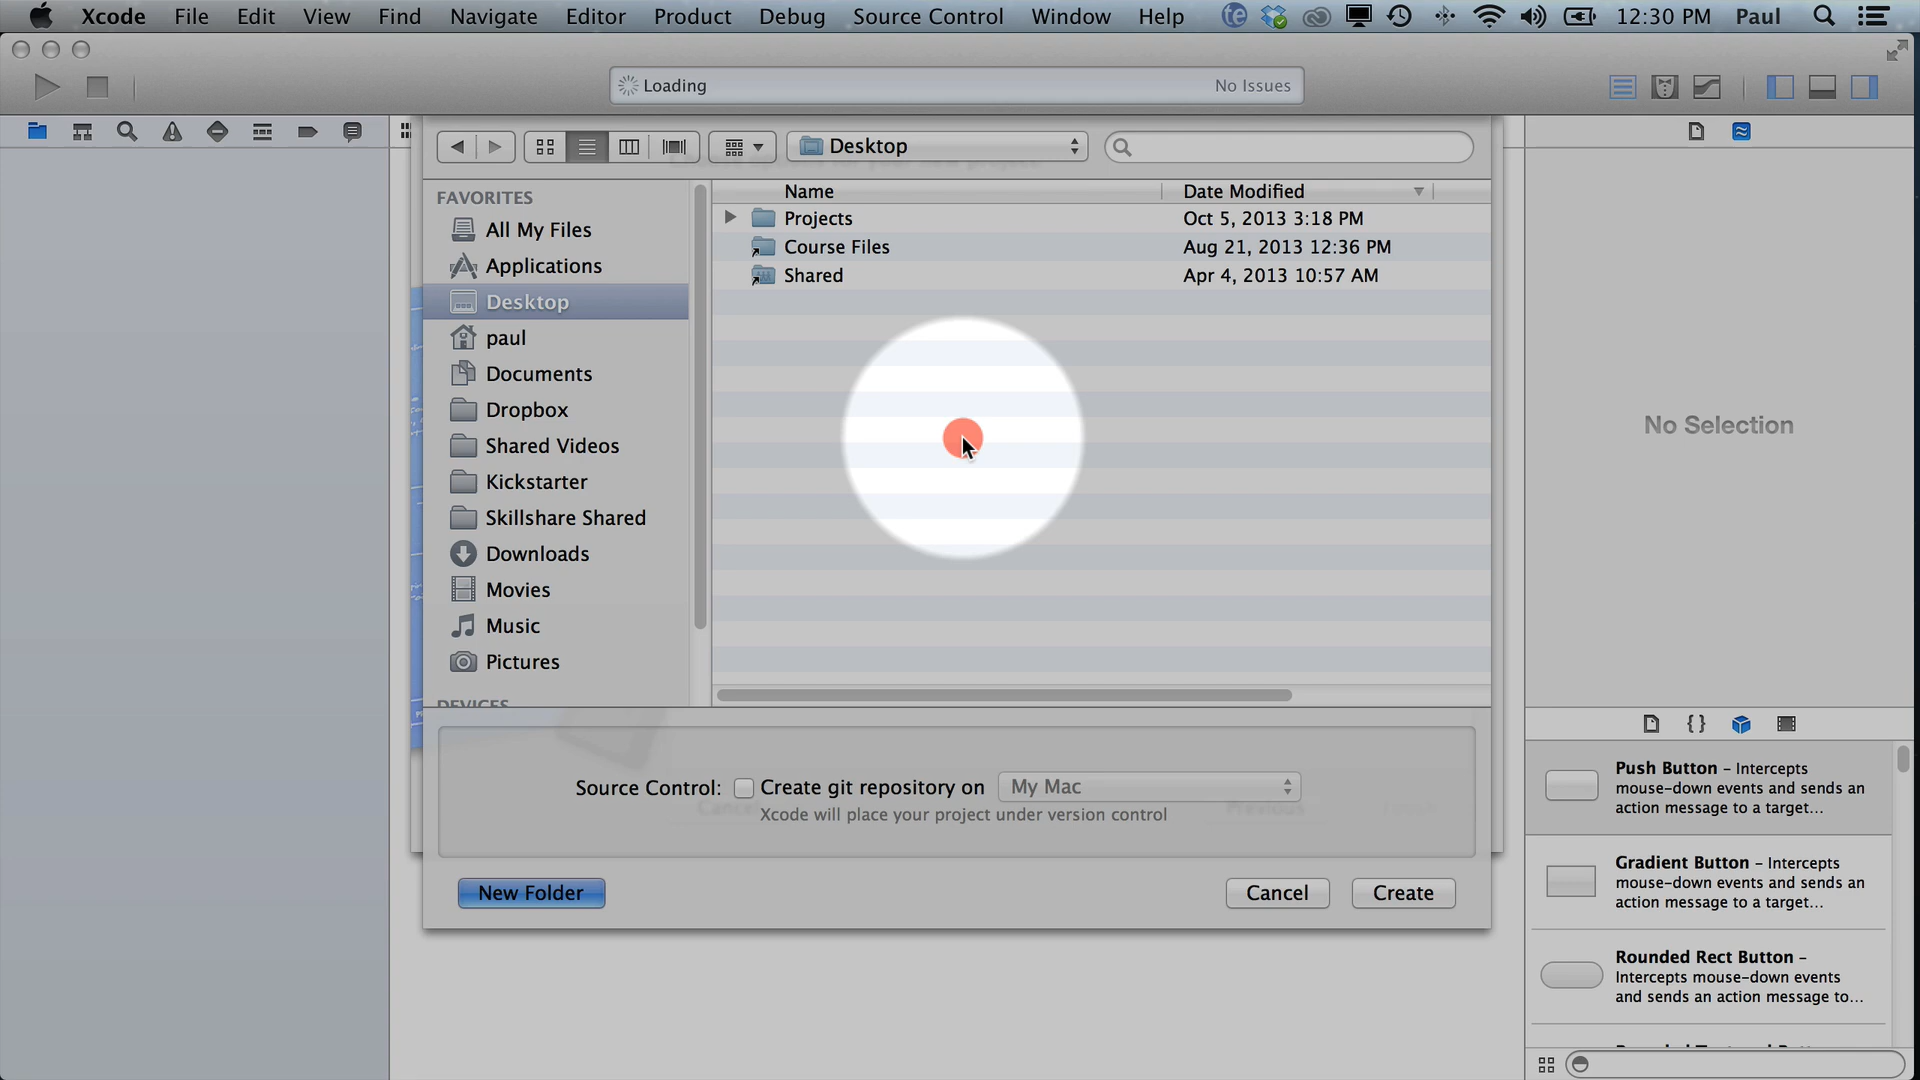 Xcode File Edit View Find Navigate Editor Product Debug Source Control Window Help te 12:30 PM Paul
Loading No Issues
Desktop
FAVORITES
All My Files
Applications
Desktop
paul
Documents
Dropbox
Shared Videos
Kickstarter
Skillshare Shared
Downloads
Movies
Music
Pictures
DEVICES
Name Date Modified
Projects Oct 5, 2013 3:18 PM
Course Files Aug 21, 2013 12:36 PM
Shared Apr 4, 2013 10:57 AM
Source Control: Create git repository on My Mac
Xcode will place your project under version control
Cancel Previous
New Folder Cancel Create
No Selection
Push Button – Intercepts
mouse-down events and sends an
action message to a target...
Gradient Button – Intercepts
mouse-down events and sends an
action message to a target...
Rounded Rect Button –
Intercepts mouse-down events
and sends an action message to...